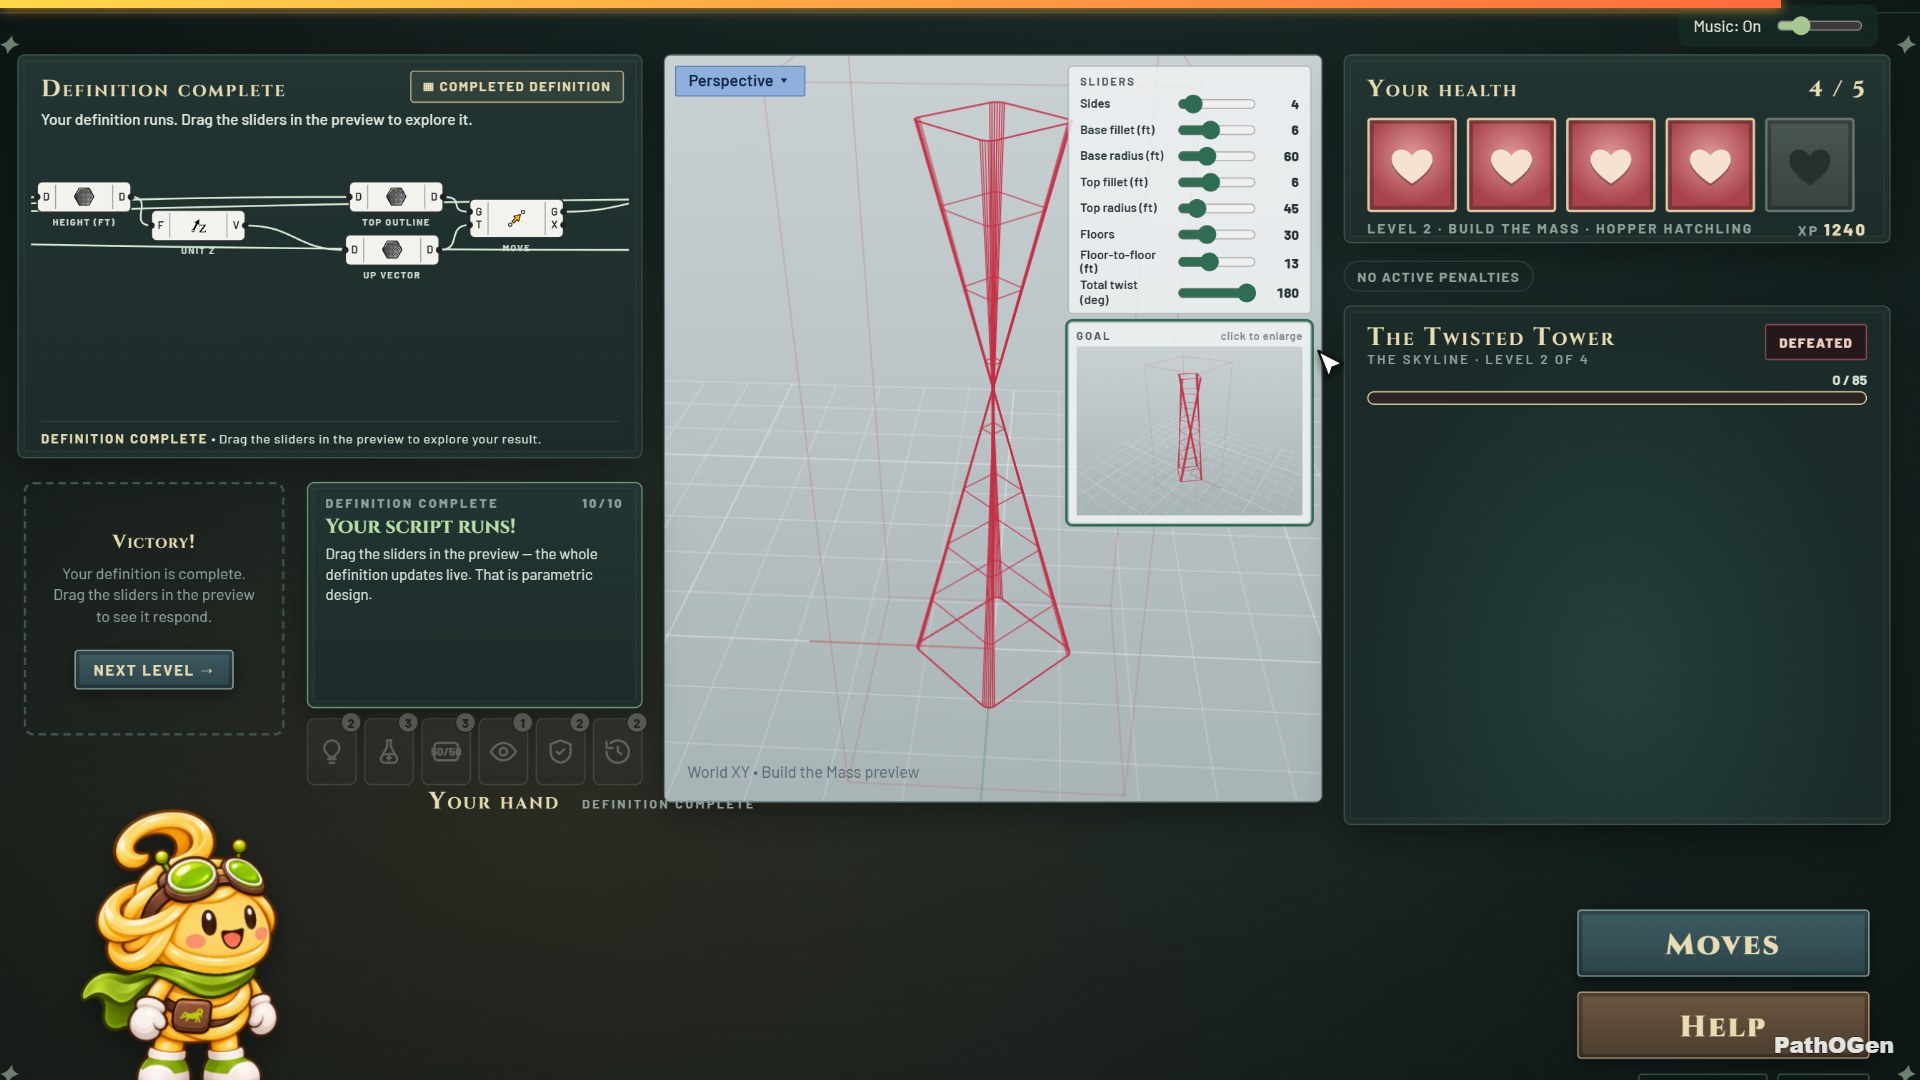 Music: On
Definition complete
COMPLETED DEFINITION
Your definition runs. Drag the sliders in the preview to explore it.
D D
HEIGHT (FT)
F V
UNIT Z
D D
TOP OUTLINE
D D
UP VECTOR
G G
T X
MOVE
DEFINITION COMPLETE • Drag the sliders in the preview to explore your result.
Victory!
Your definition is complete.
Drag the sliders in the preview
to see it respond.
NEXT LEVEL →
DEFINITION COMPLETE 10/10
Your script runs!
Drag the sliders in the preview — the whole
definition updates live. That is parametric
design.
2 3 3 1 2 2
50/50
Your hand DEFINITION COMPLETE
Perspective
SLIDERS
Sides 4
Base fillet (ft) 6
Base radius (ft) 60
Top fillet (ft) 6
Top radius (ft) 45
Floors 30
Floor-to-floor
(ft) 13
Total twist
(deg) 180
GOAL click to enlarge
World XY • Build the Mass preview
Your health 4 / 5
LEVEL 2 · BUILD THE MASS · HOPPER HATCHLING XP 1240
NO ACTIVE PENALTIES
The Twisted Tower
DEFEATED
THE SKYLINE · LEVEL 2 OF 4
0 / 85
Moves
Help
PathOGen